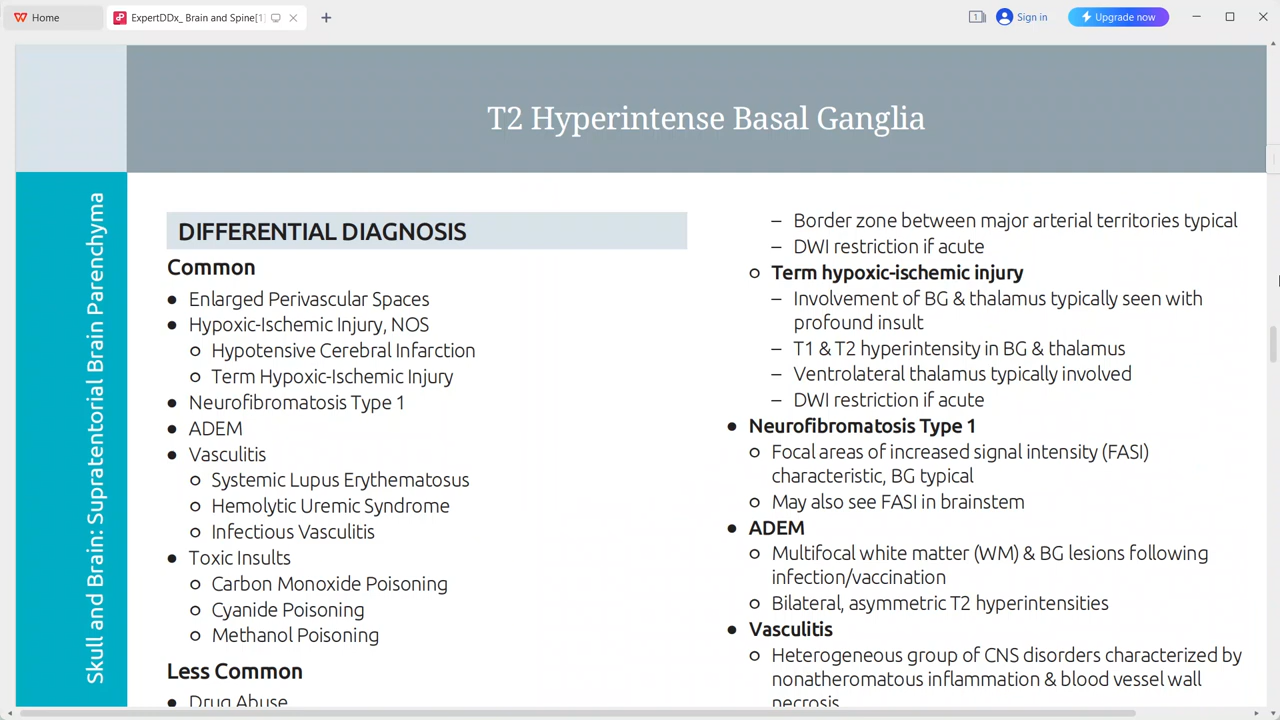 Home
ExpertDDx_ Brain and Spine[1]
1
Sign in
Upgrade now
T2 Hyperintense Basal Ganglia
Skull and Brain: Supratentorial Brain Parenchyma
DIFFERENTIAL DIAGNOSIS
Common
● Enlarged Perivascular Spaces
● Hypoxic-Ischemic Injury, NOS
○ Hypotensive Cerebral Infarction
○ Term Hypoxic-Ischemic Injury
● Neurofibromatosis Type 1
● ADEM
● Vasculitis
○ Systemic Lupus Erythematosus
○ Hemolytic Uremic Syndrome
○ Infectious Vasculitis
● Toxic Insults
○ Carbon Monoxide Poisoning
○ Cyanide Poisoning
○ Methanol Poisoning
Less Common
● Drug Abuse
– Border zone between major arterial territories typical
– DWI restriction if acute
○ Term hypoxic-ischemic injury
– Involvement of BG & thalamus typically seen with
profound insult
– T1 & T2 hyperintensity in BG & thalamus
– Ventrolateral thalamus typically involved
– DWI restriction if acute
● Neurofibromatosis Type 1
○ Focal areas of increased signal intensity (FASI)
characteristic, BG typical
○ May also see FASI in brainstem
● ADEM
○ Multifocal white matter (WM) & BG lesions following
infection/vaccination
○ Bilateral, asymmetric T2 hyperintensities
● Vasculitis
○ Heterogeneous group of CNS disorders characterized by
nonatheromatous inflammation & blood vessel wall
necrosis